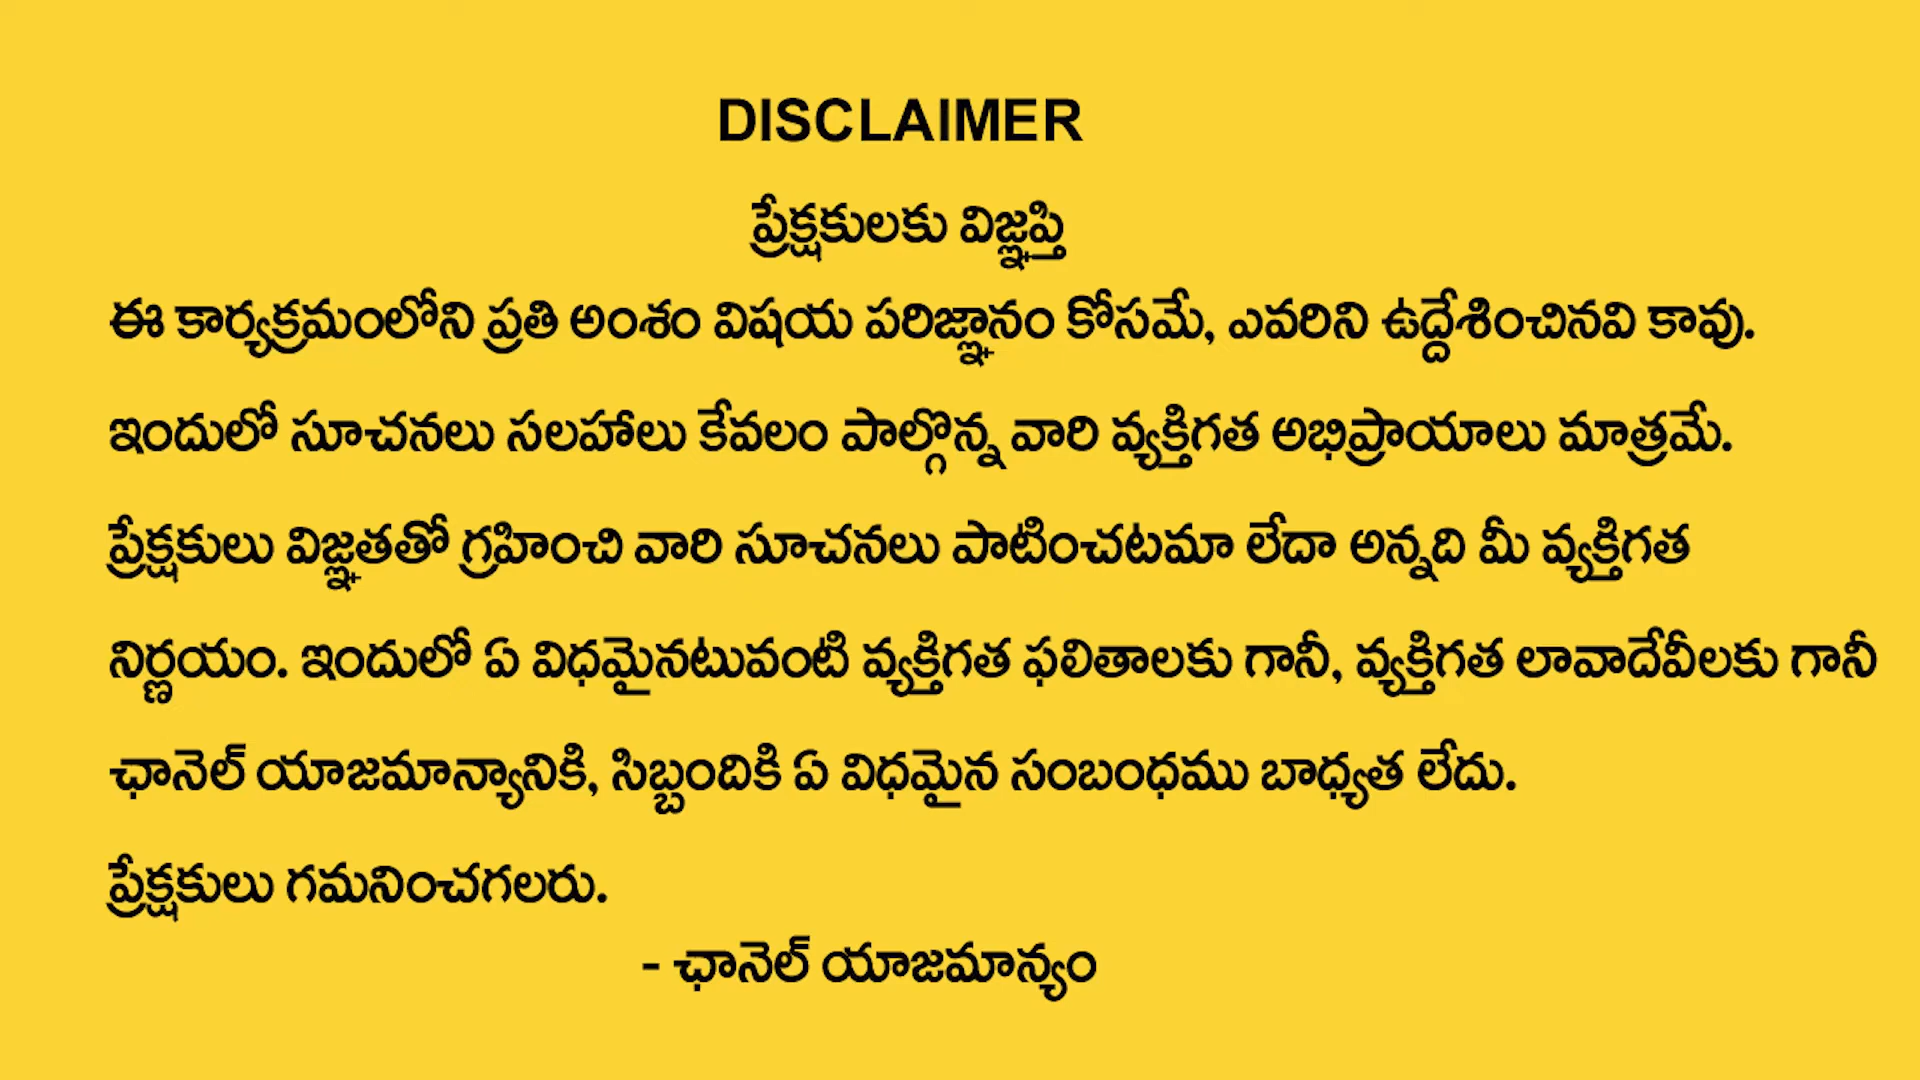 DISCLAIMER
ప్రేక్షకులకు విజ్ఞప్తి
ఈ కార్యక్రమంలోని ప్రతి అంశం విషయ పరిజ్ఞానం కోసమే, ఎవరిని ఉద్దేశించినవి కావు.
ఇందులో సూచనలు సలహాలు కేవలం పాల్గొన్న వారి వ్యక్తిగత అభిప్రాయాలు మాత్రమే.
ప్రేక్షకులు విజ్ఞతతో గ్రహించి వారి సూచనలు పాటించటమా లేదా అన్నది మీ వ్యక్తిగత
నిర్ణయం. ఇందులో ఏ విధమైనటువంటి వ్యక్తిగత ఫలితాలకు గానీ, వ్యక్తిగత లావాదేవీలకు గానీ
ఛానెల్ యాజమాన్యానికి, సిబ్బందికి ఏ విధమైన సంబంధము బాధ్యత లేదు.
ప్రేక్షకులు గమనించగలరు.
- ఛానెల్ యాజమాన్యం